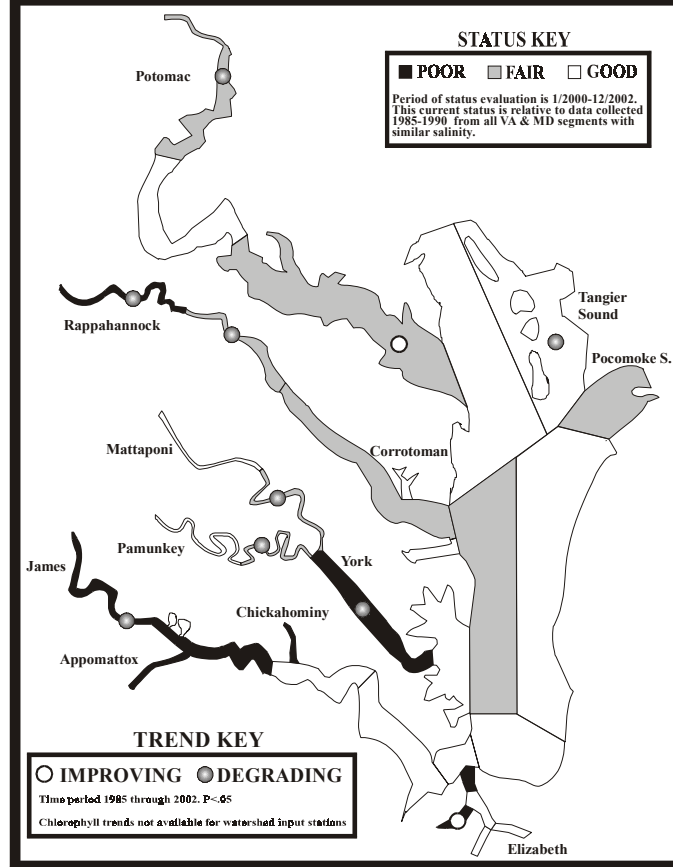 STATUS KEY
POOR FAIR GOOD
Period of status evaluation is 1/2000-12/2002.
This current status is relative to data collected
1985-1990 from all VA & MD segments with
similar salinity.
Potomac
Tangier
Sound
Rappahannock
Pocomoke S.
Mattaponi
Corrotoman
Pamunkey
York
James
Chickahominy
Appomattox
TREND KEY
IMPROVING DEGRADING
Time period 1985 through 2002. P<.05
Chlorophyll trends not available for watershed input stations
Elizabeth